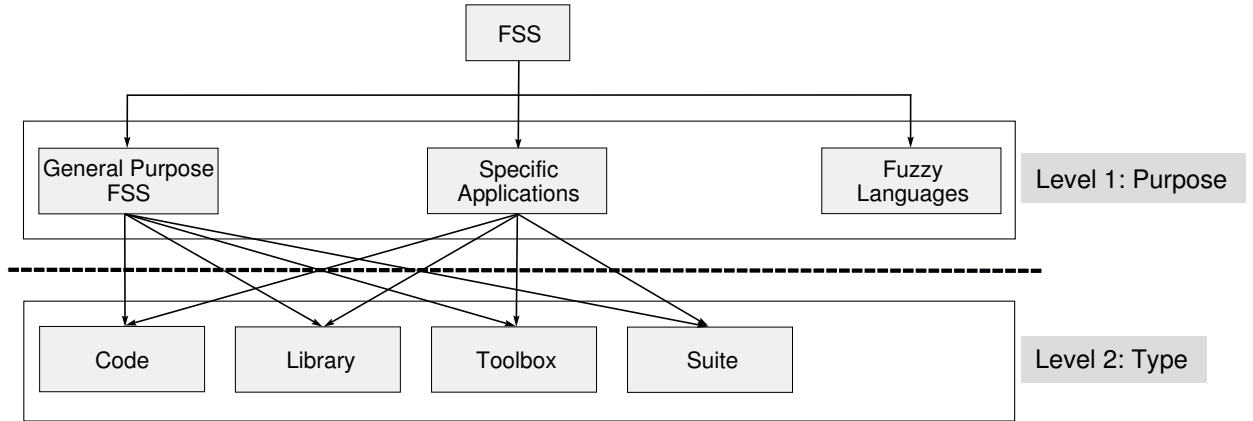 FSS
General Purpose
FSS
Specific
Applications
Fuzzy
Languages
Level 1: Purpose
Code
Library
Toolbox
Suite
Level 2: Type